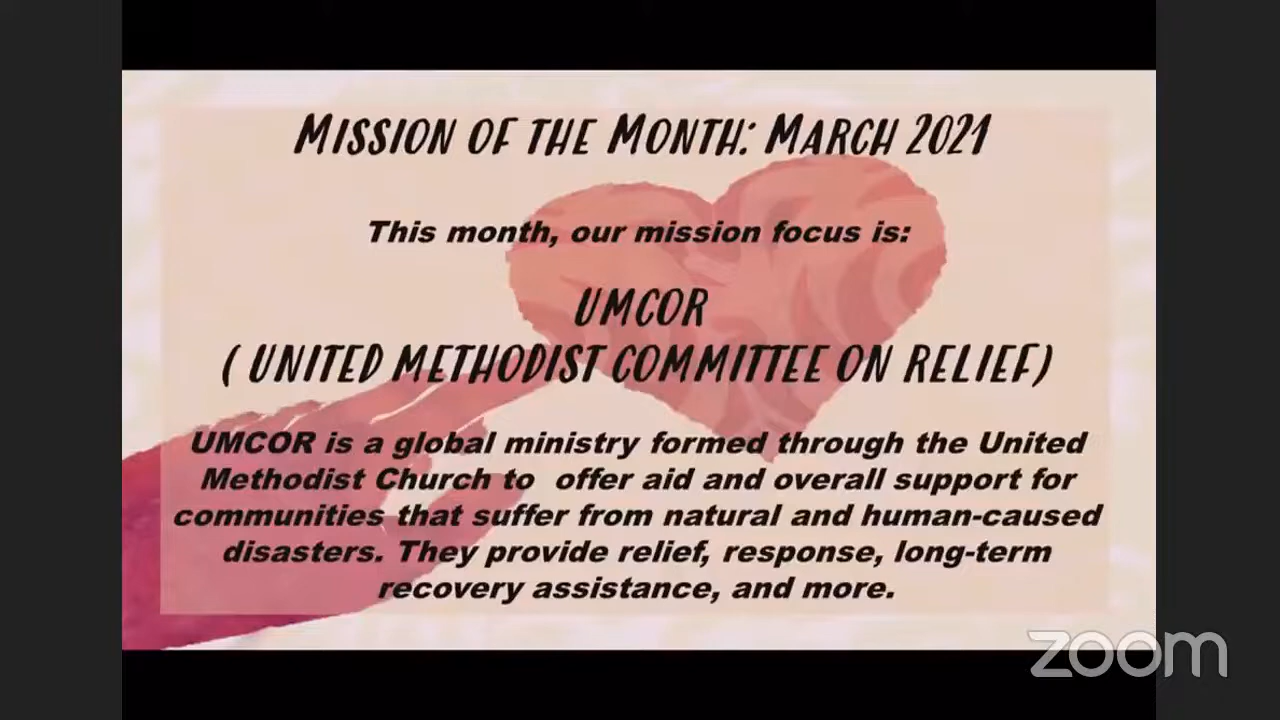 MISSION OF THE MONTH: MARCH 2021
This month, our mission focus is:
UMCOR
( UNITED METHODIST COMMITTEE ON RELIEF)
UMCOR is a global ministry formed through the United
Methodist Church to offer aid and overall support for
communities that suffer from natural and human-caused
disasters. They provide relief, response, long-term
recovery assistance, and more.
zoom